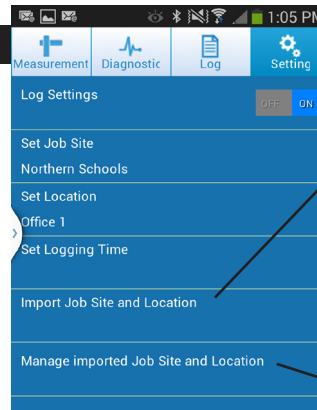 1:05 PM
Measurement Diagnostic Log Setting
Log Settings
OFF ON
Set Job Site
Northern Schools
Set Location
Office 1
Set Logging Time
Import Job Site and Location
Manage imported Job Site and Location